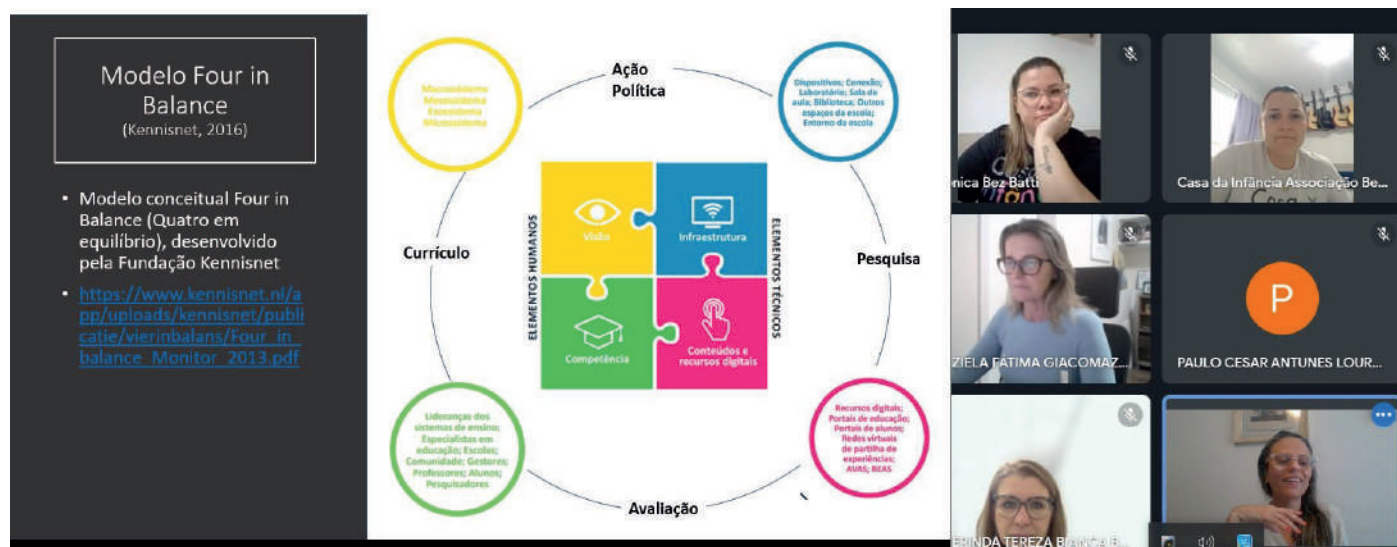 Modelo Four in
Balance
(Kennisnet, 2016)
• Modelo conceitual Four in
Balance (Quatro em
equilíbrio), desenvolvido
pela Fundação Kennisnet
• https://www.kennisnet.nl/a
pp/uploads/kennisnet/publi
catie/vierinbalans/Four_in_
balance_Monitor_2013.pdf
Macrossistema
Mesossistema
Exossistema
Microssistema
Ação
Política
Dispositivos; Conexão;
Laboratório; Sala de
aula; Biblioteca; Outros
espaços da escola;
Entorno da escola
Currículo
ELEMENTOS HUMANOS
Visão
Infraestrutura
Competência
Conteúdos e
recursos digitais
ELEMENTOS TÉCNICOS
Pesquisa
Lideranças dos
sistemas de ensino;
Especialistas em
educação; Escolas;
Comunidade; Gestores;
Professores; Alunos;
Pesquisadores
Avaliação
Recursos digitais;
Portais de educação;
Portais de alunos;
Redes virtuais
de partilha de
experiências;
AVAS; REAS
nica Bez Batti
Casa da Infância Associação Be...
ZIELA FÁTIMA GIACOMAZ...
P
PAULO CESAR ANTUNES LOUR...
ERINDA TEREZA BIANCA B...